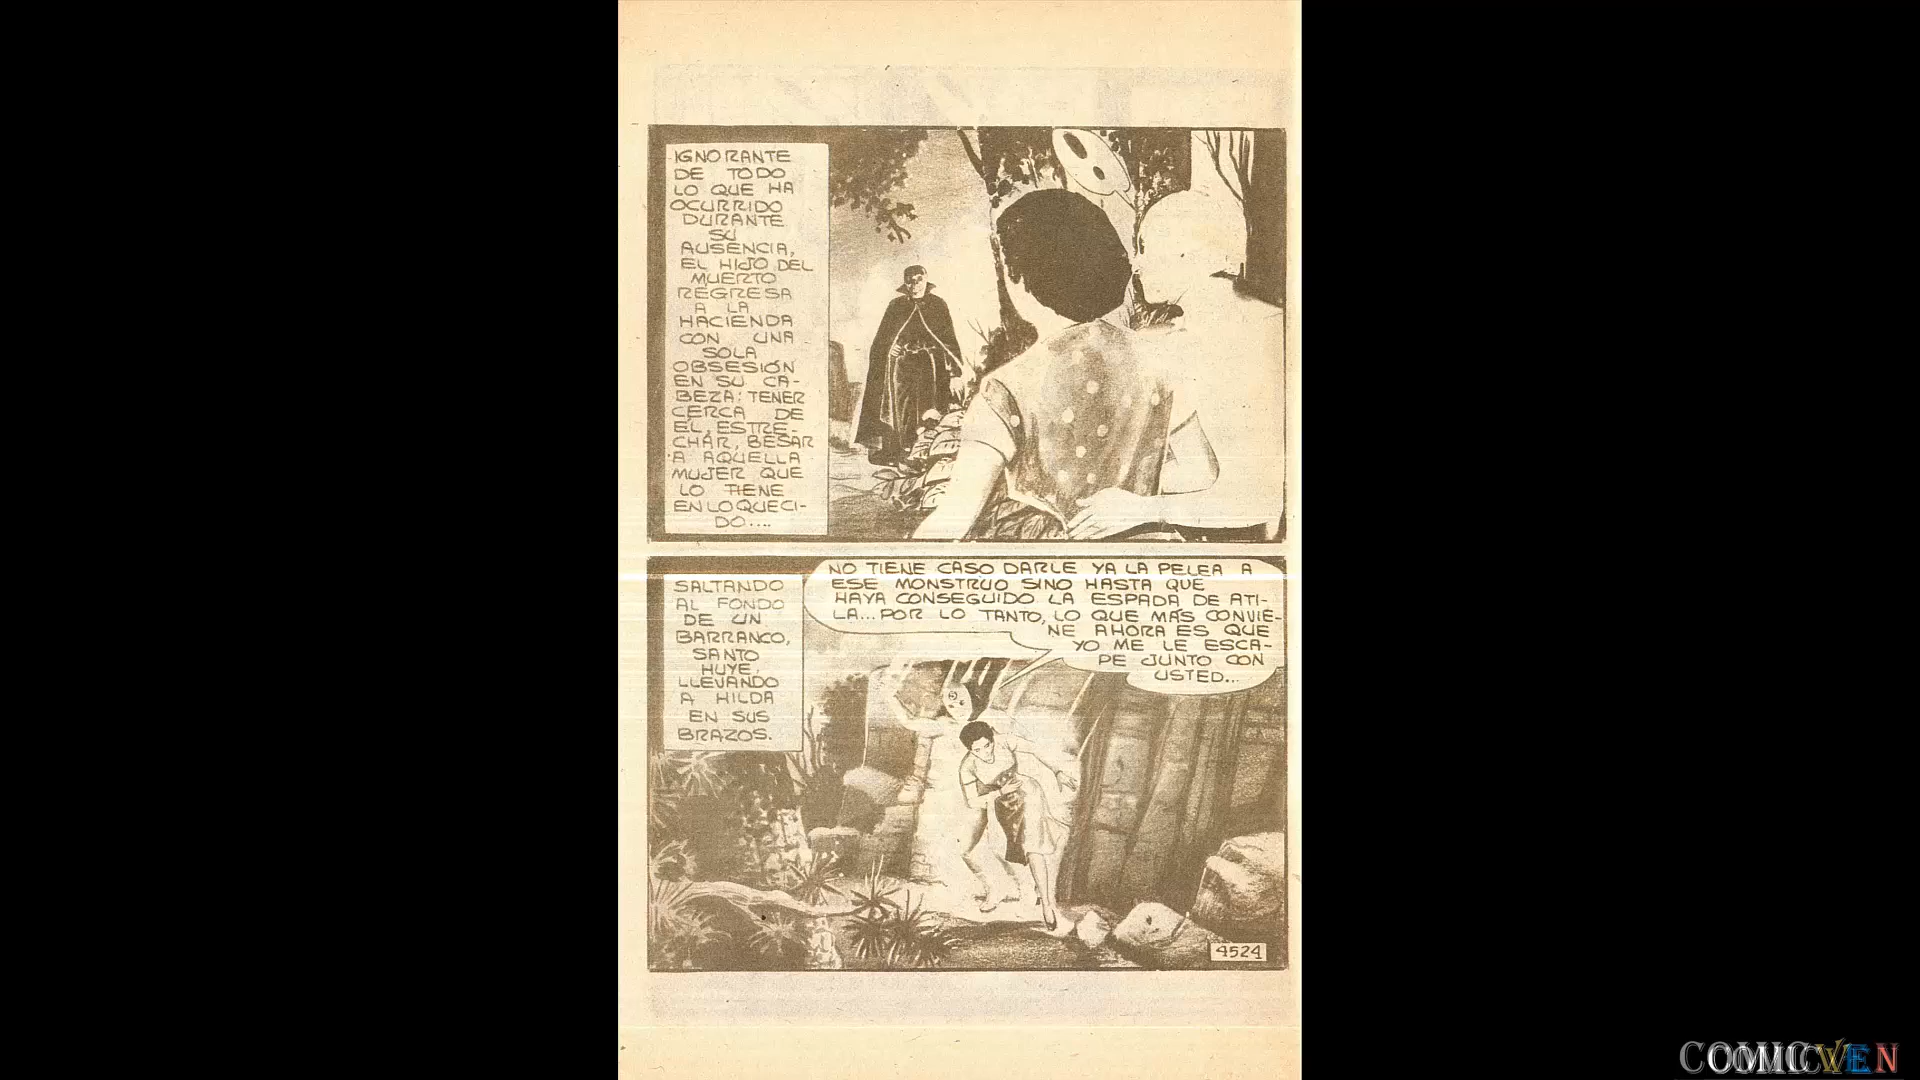 IGNORANTE
DE TODO
LO QUE HA
OCURRIDO
DURANTE
SU
AUSENCIA,
EL HIJO DEL
MUERTO
REGRESA
A LA
HACIENDA
CON UNA
SOLA
OBSESIÓN
EN SU CA-
BEZA: TENER
CERCA DE
EL, ESTRE-
CHAR, BESAR
A AQUELLA
MUJER QUE
LO TIENE
ENLOQUECI-
DO....
SALTANDO
AL FONDO
DE UN
BARRANCO,
SANTO
HUYE,
LLEVANDO
A HILDA
EN SUS
BRAZOS.
NO TIENE CASO DARLE YA LA PELEA A
ESE MONSTRUO SINO HASTA QUE
HAYA CONSEGUIDO LA ESPADA DE ATI-
LA... POR LO TANTO, LO QUE MÁS CONVIE-
NE AHORA ES QUE
YO ME LE ESCA-
PE JUNTO CON
USTED...
4524
COMICWEN